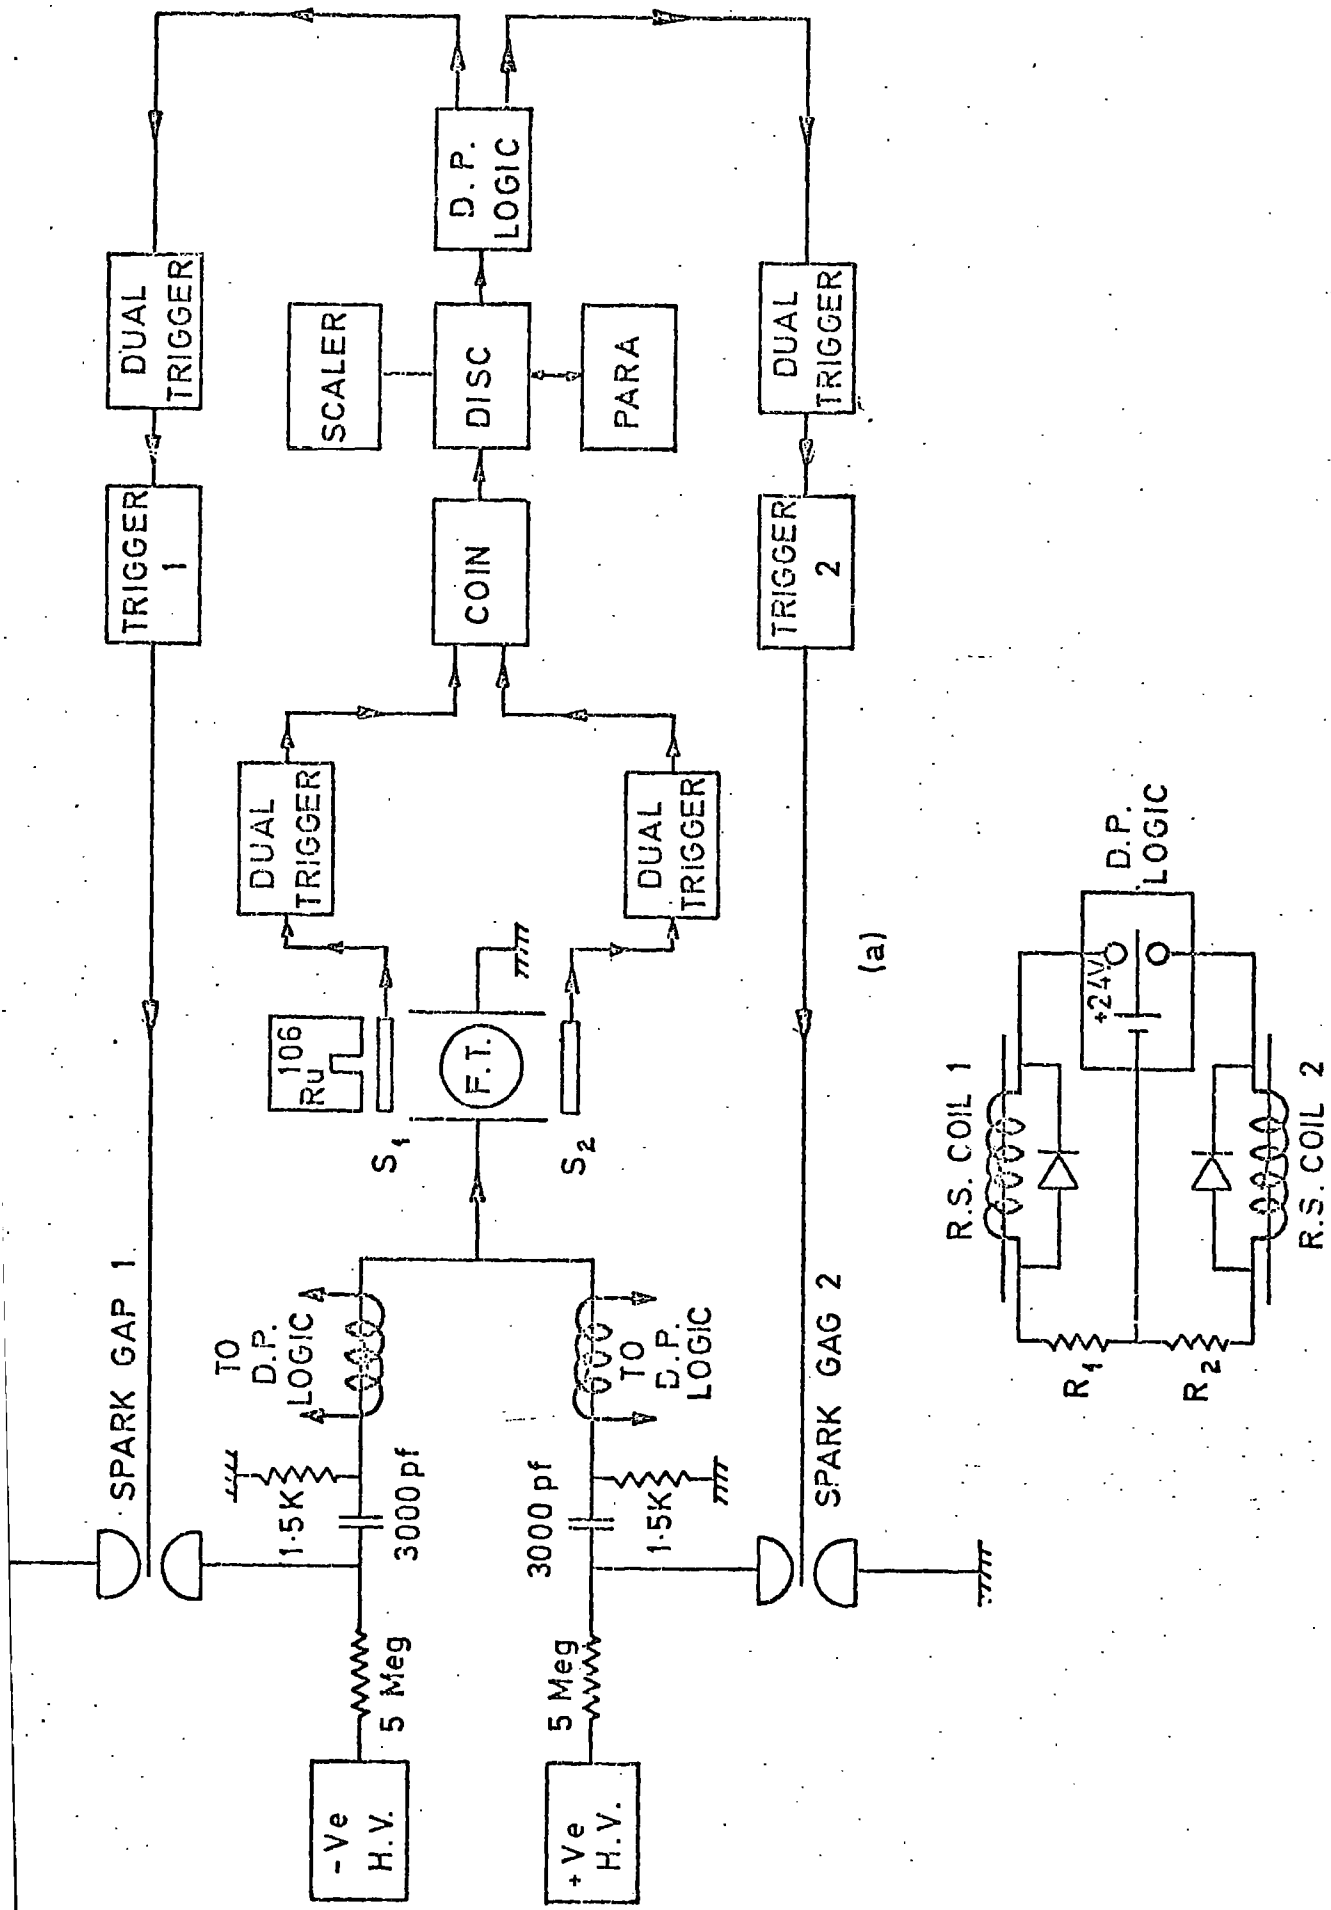 SPARK GAP 1.
TRIGGER
1
DUAL
TRIGGER
-Ve
H.V.
5 Meg
1·5K
3000pf
TO
D.P.
LOGIC
Ru 106
S1
DUAL
TRIGGER
SCALER
F.T.
COIN
DISC
D. P.
LOGIC
PARA
+Ve
H.V.
5 Meg
3000 pf
1·5K
TO
D.P.
LOGIC
S2
DUAL
TRIGGER
SPARK GAG 2
TRIGGER
2
DUAL
TRIGGER
(a)
R.S. COIL 1
R1
R2
+24V
D.P.
LOGIC
R.S. COIL 2